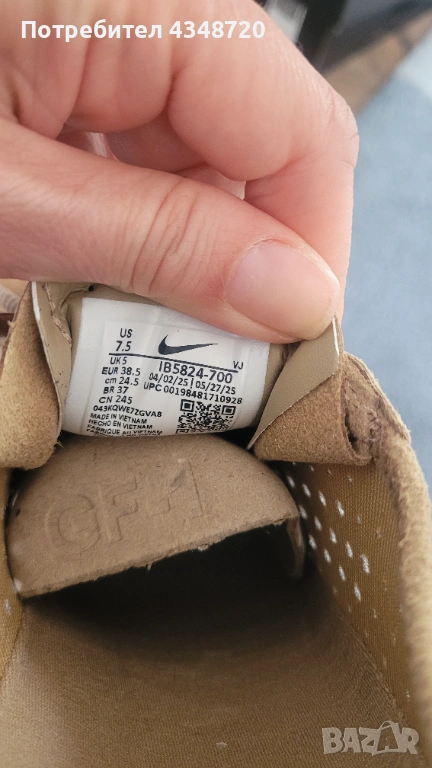 Потребител 4348720
US
7.5
UK 5
EUR 38.5
cm 24.5
BR 37
CN 245
VJ
IB5824-700
04/02/25 | 05/27/25
UPC 00198481710928
043KQWE7ZGVA8
MADE IN VIETNAM
HECHO EN VIETNAM
FABRIQUÉ AU VIETNAM
BAZAR